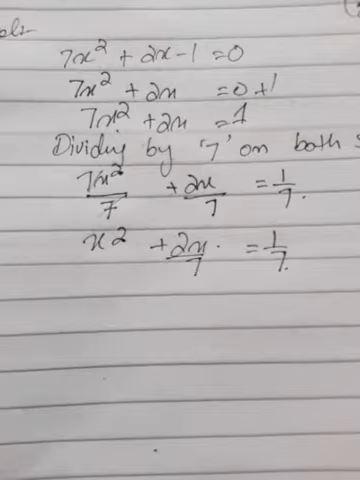 7x² + 2x - 1 = 0
7x² + 2x = 0 + 1
7x² + 2x = 1
Dividing by '7' on both
7x²/7 + 2x/7 = 1/7.
x² + 2x/7 = 1/7.